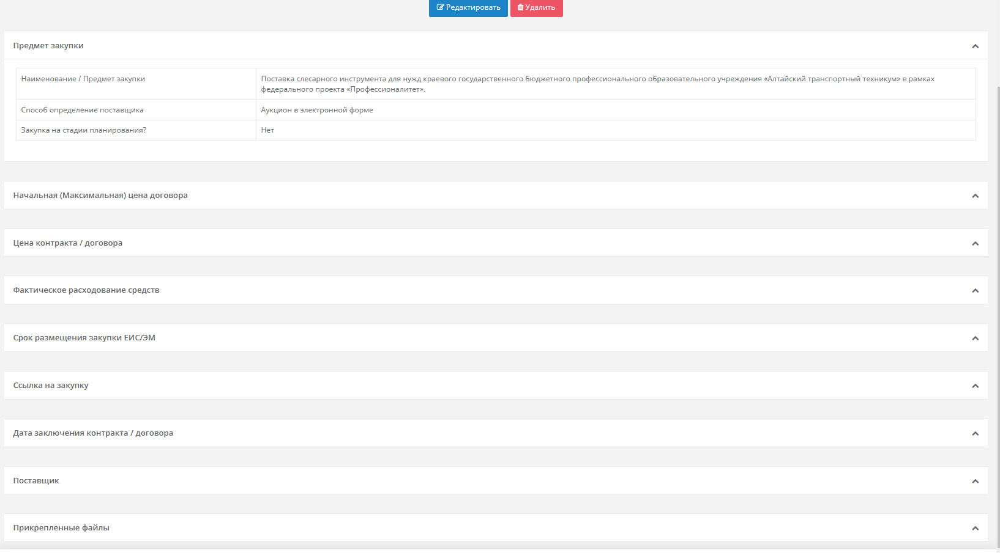 Редактировать
Удалить
Предмет закупки
Наименование / Предмет закупки
Поставка слесарного инструмента для нужд краевого государственного бюджетного профессионального образовательного учреждения «Алтайский транспортный техникум» в рамках
федерального проекта «Профессионалитет».
Способ определение поставщика
Аукцион в электронной форме
Закупка на стадии планирования?
Нет
Начальная (Максимальная) цена договора
Цена контракта / договора
Фактическое расходование средств
Срок размещения закупки ЕИС/ЭМ
Ссылка на закупку
Дата заключения контракта / договора
Поставщик
Прикрепленные файлы